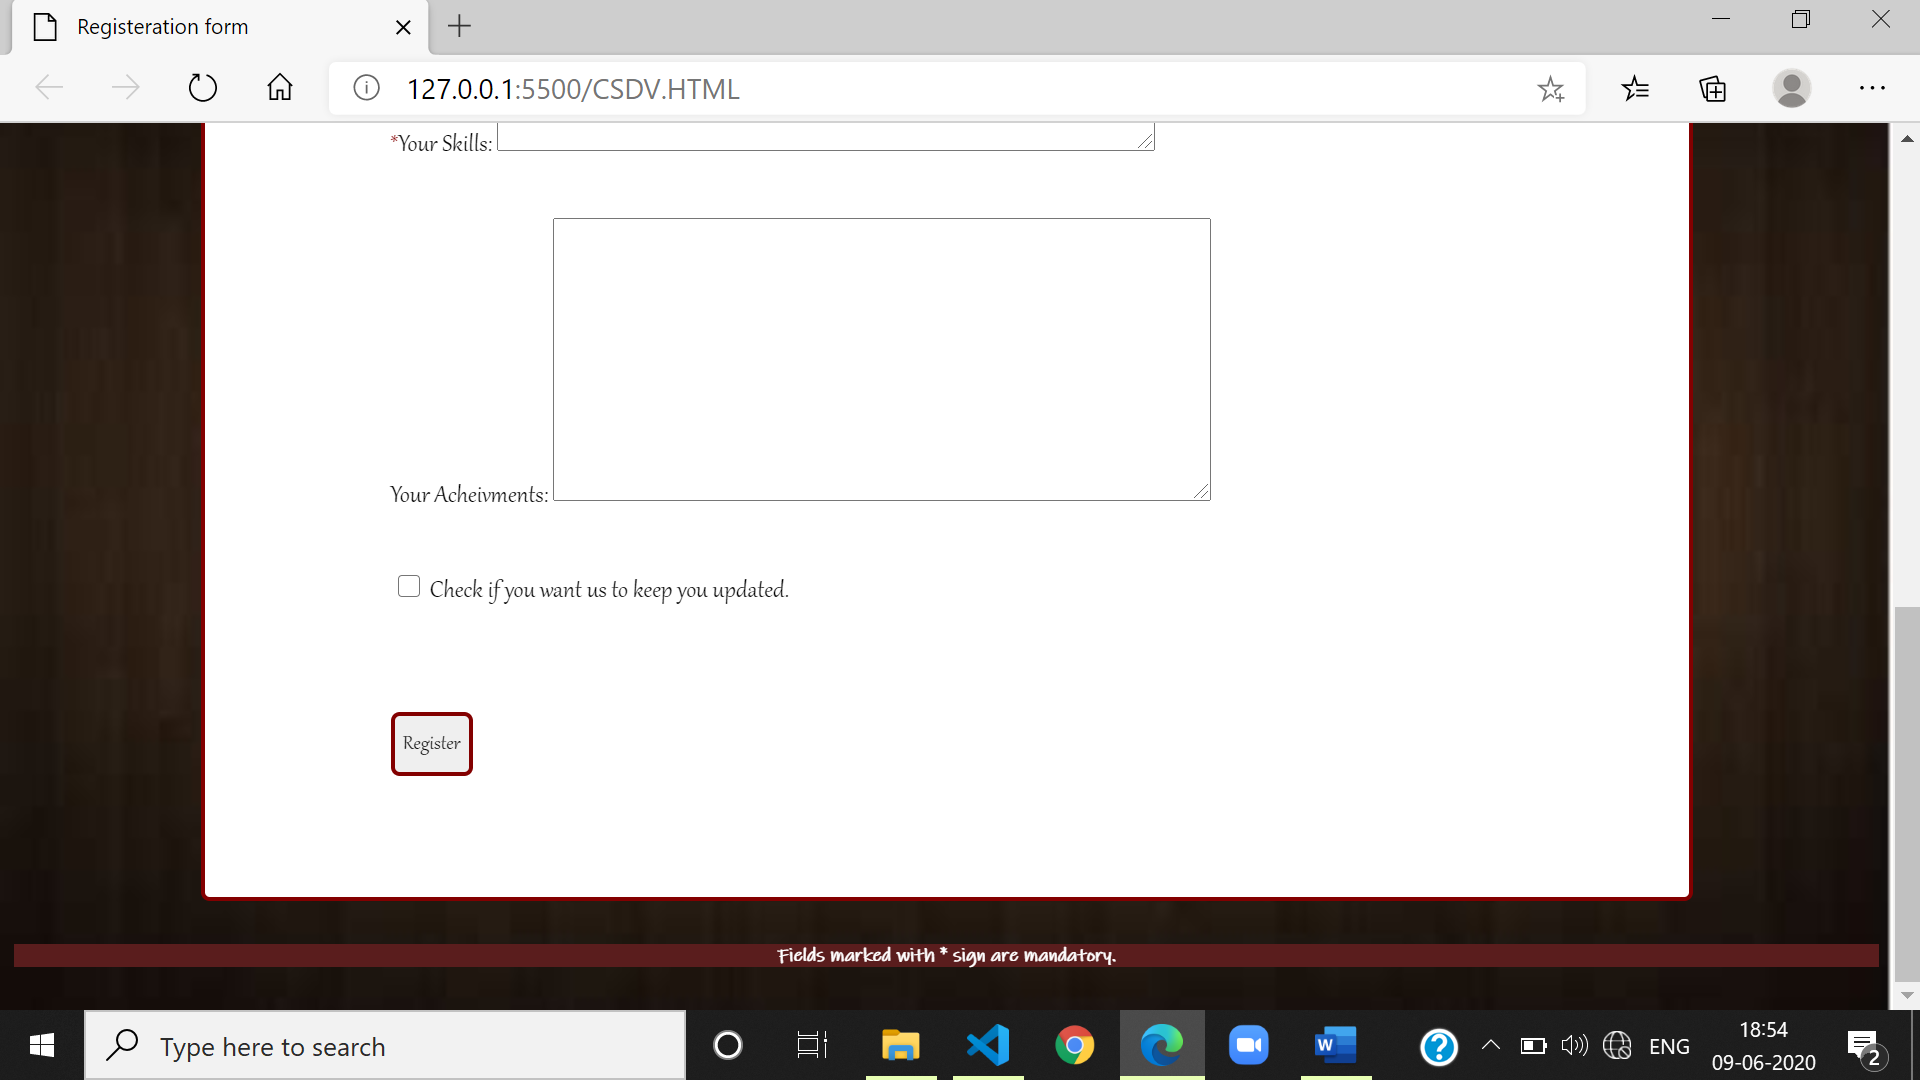 Registeration form
127.0.0.1:5500/CSDV.HTML
*Your Skills:
Your Acheivments:
Check if you want us to keep you updated.
Register
Fields marked with * sign are mandatory.
Type here to search
W
?
ENG
18:54
09-06-2020
2